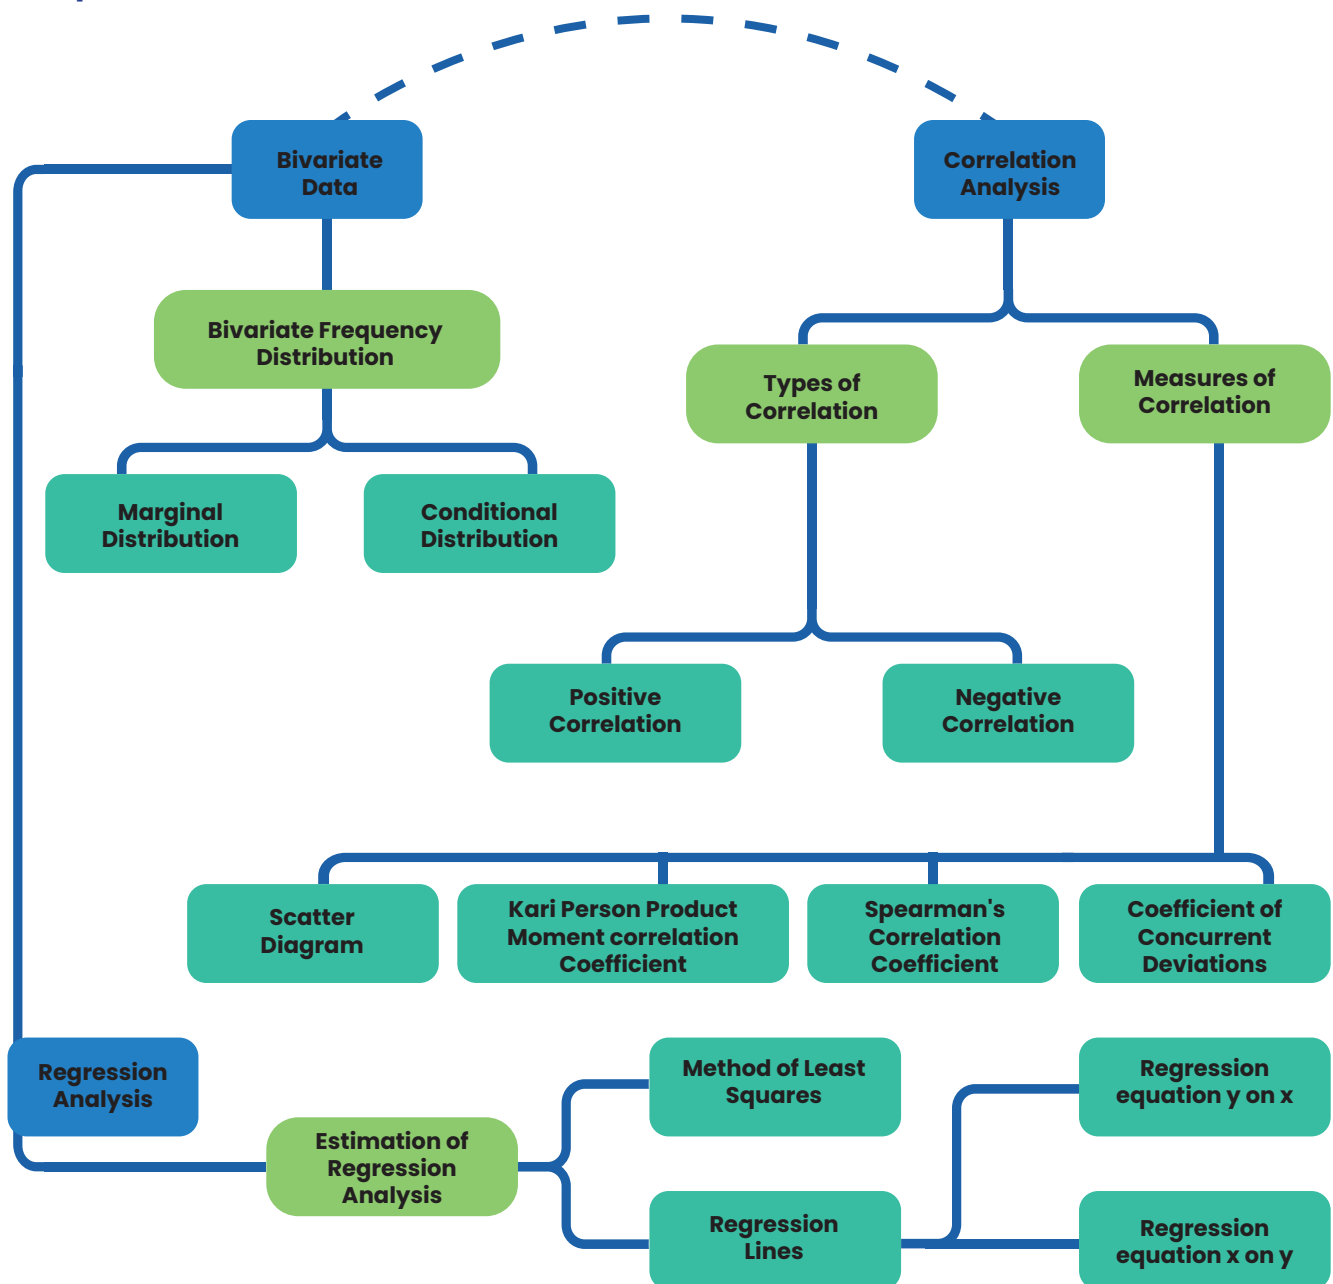 Bivariate
Data
Correlation
Analysis
Bivariate Frequency
Distribution
Types of
Correlation
Measures of
Correlation
Marginal
Distribution
Conditional
Distribution
Positive
Correlation
Negative
Correlation
Scatter
Diagram
Kari Person Product
Moment correlation
Coefficient
Spearman's
Correlation
Coefficient
Coefficient of
Concurrent
Deviations
Regression
Analysis
Estimation of
Regression
Analysis
Method of Least
Squares
Regression
Lines
Regression
equation y on x
Regression
equation x on y